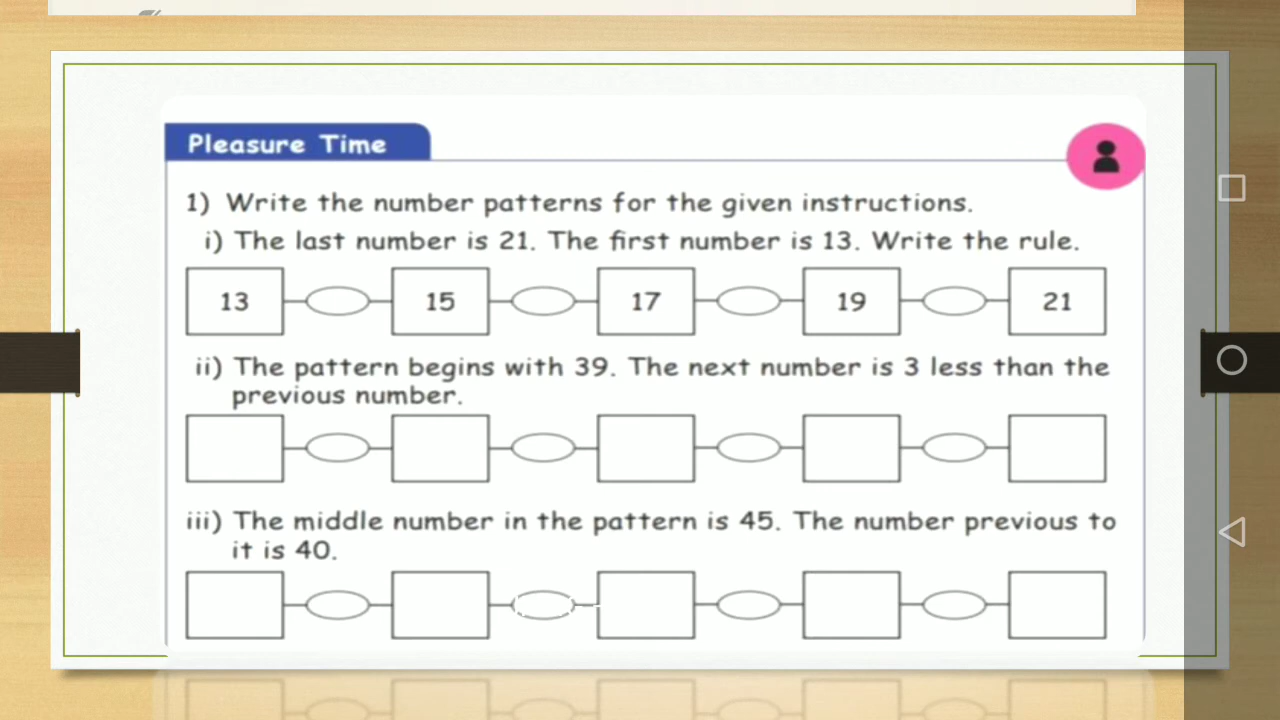 Pleasure Time
1) Write the number patterns for the given instructions.
i) The last number is 21. The first number is 13. Write the rule.
13 15 17 19 21
ii) The pattern begins with 39. The next number is 3 less than the
previous number.
iii) The middle number in the pattern is 45. The number previous to
it is 40.